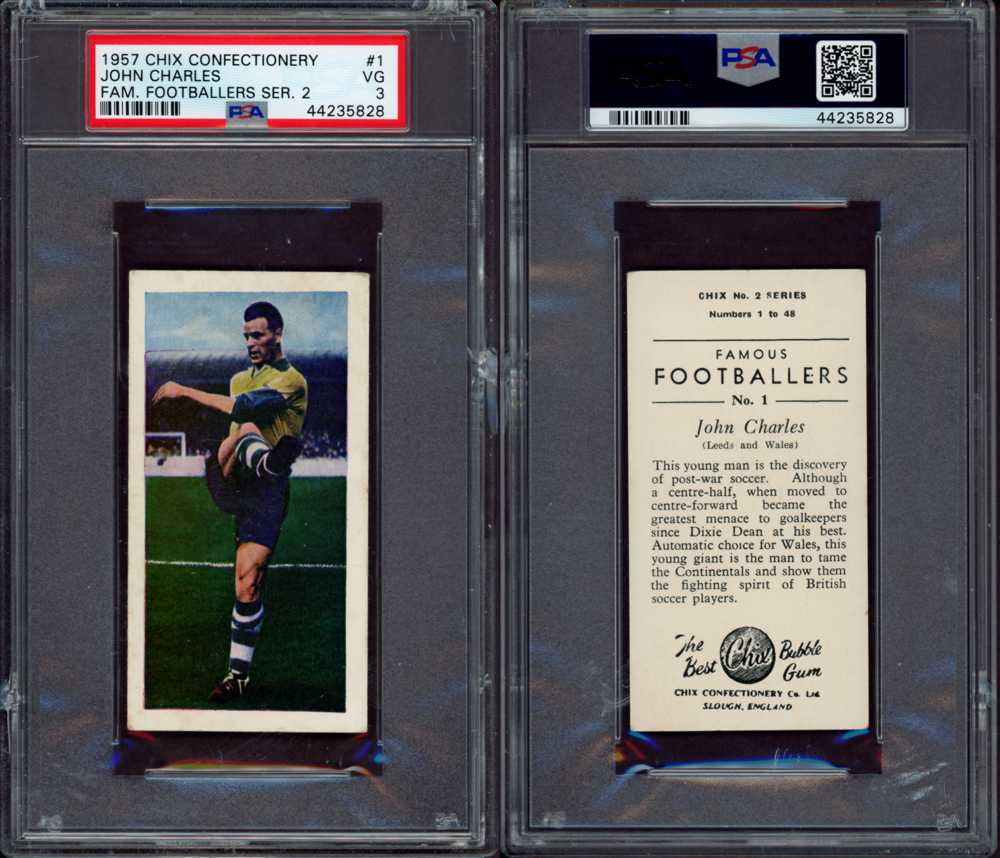 1957 CHIX CONFECTIONERY #1
JOHN CHARLES VG
FAM. FOOTBALLERS SER. 2 3
PSA 44235828
PSA
44235828
CHIX No. 2 SERIES
Numbers 1 to 48
FAMOUS
FOOTBALLERS
No. 1
John Charles
(Leeds and Wales)
This young man is the discovery
of post-war soccer. Although
a centre-half, when moved to
centre-forward became the
greatest menace to goalkeepers
since Dixie Dean at his best.
Automatic choice for Wales, this
young giant is the man to tame
the Continentals and show them
the fighting spirit of British
soccer players.
The Best Chix Bubble Gum
CHIX CONFECTIONERY Co. Ltd.
SLOUGH, ENGLAND